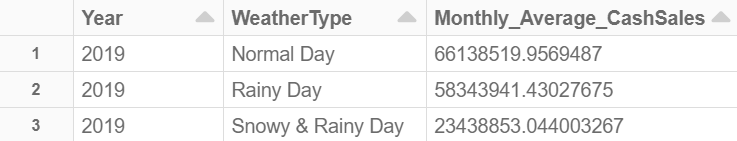 Year WeatherType Monthly_Average_CashSales
1 2019 Normal Day 66138519.9569487
2 2019 Rainy Day 58343941.43027675
3 2019 Snowy & Rainy Day 23438853.044003267